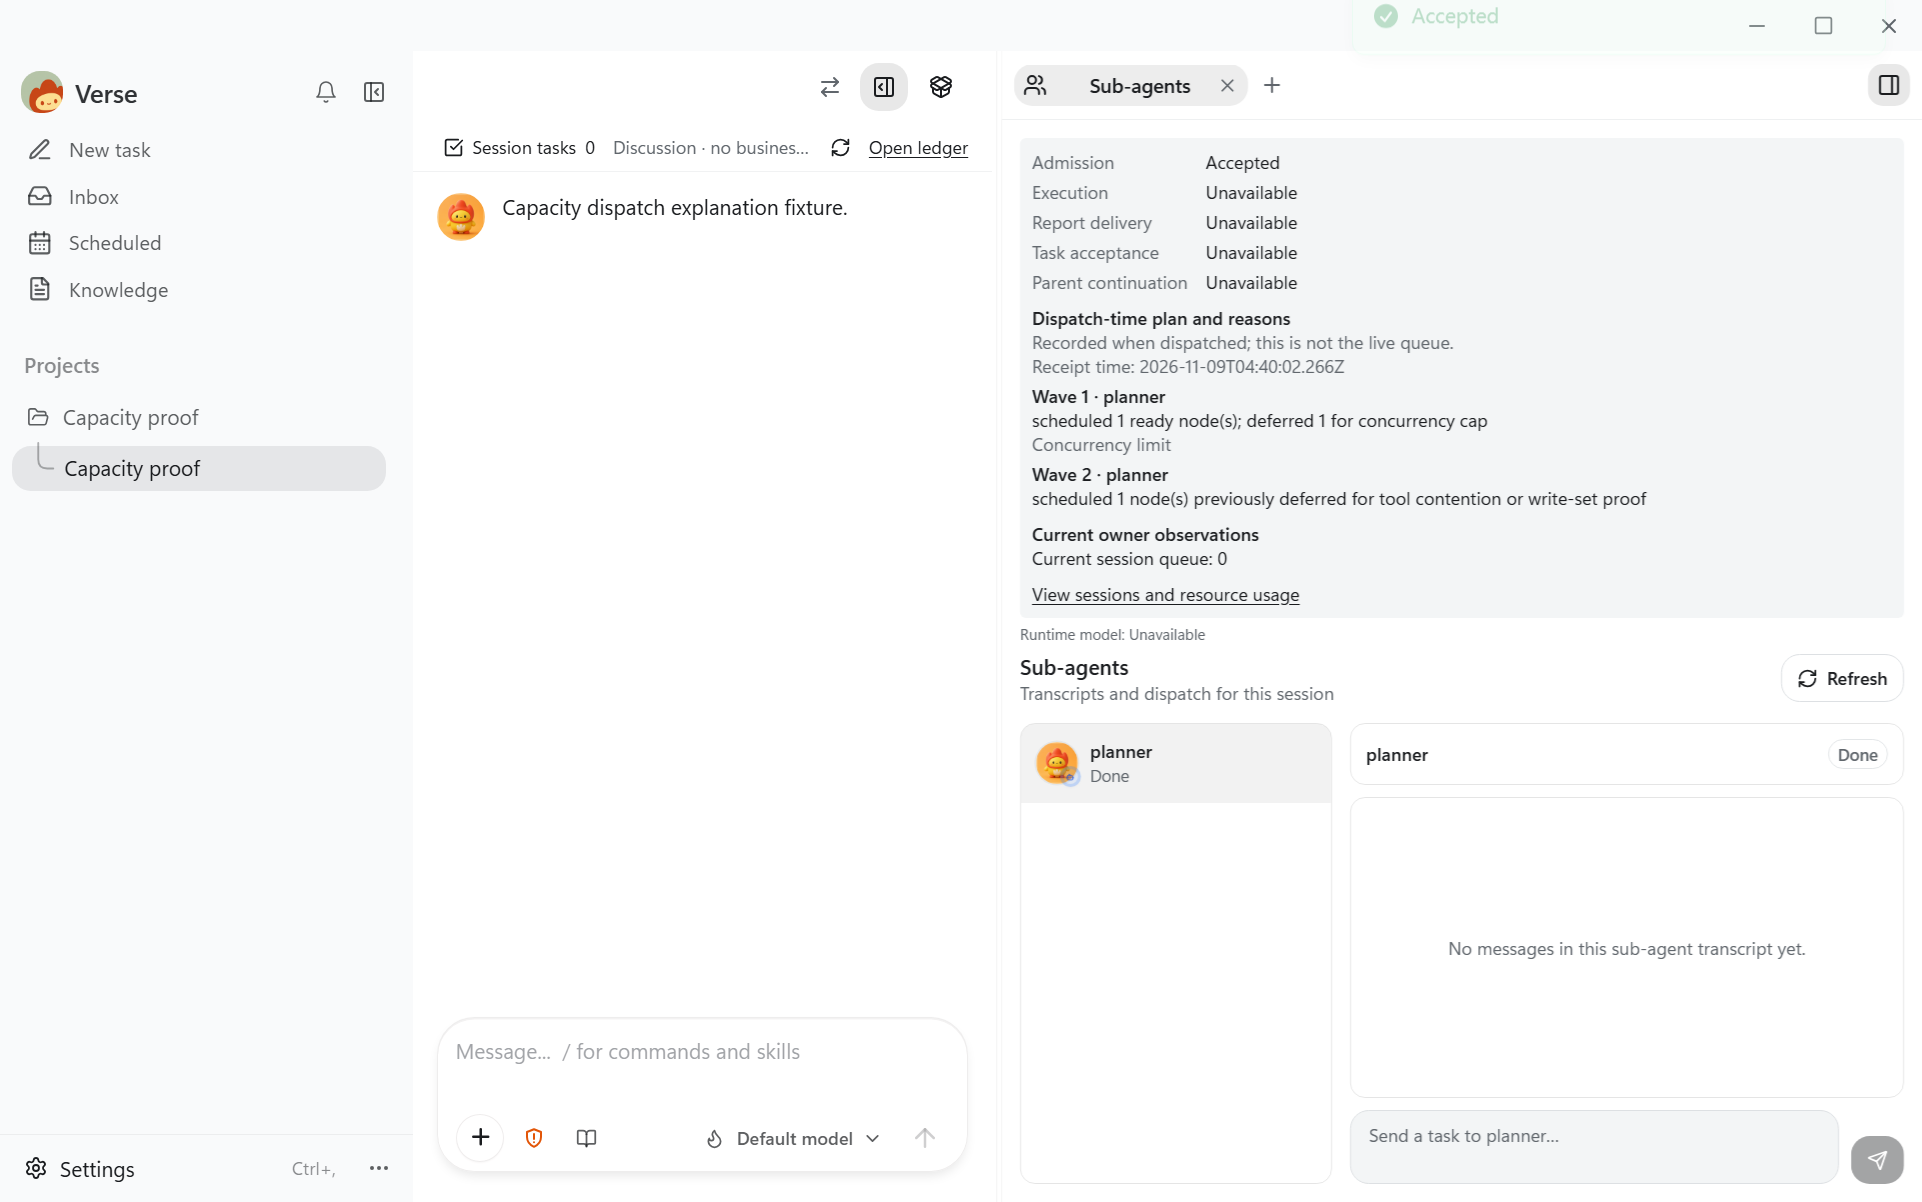 Accepted
Verse
New task
Inbox
Scheduled
Knowledge
Projects
Capacity proof
Capacity proof
Settings
Ctrl+,
Session tasks 0 Discussion · no busines... Open ledger
Capacity dispatch explanation fixture.
Message... / for commands and skills
Default model
Sub-agents
Admission Accepted
Execution Unavailable
Report delivery Unavailable
Task acceptance Unavailable
Parent continuation Unavailable
Dispatch-time plan and reasons
Recorded when dispatched; this is not the live queue.
Receipt time: 2026-11-09T04:40:02.266Z
Wave 1 · planner
scheduled 1 ready node(s); deferred 1 for concurrency cap
Concurrency limit
Wave 2 · planner
scheduled 1 node(s) previously deferred for tool contention or write-set proof
Current owner observations
Current session queue: 0
View sessions and resource usage
Runtime model: Unavailable
Sub-agents
Transcripts and dispatch for this session
Refresh
planner
Done
planner
Done
No messages in this sub-agent transcript yet.
Send a task to planner...